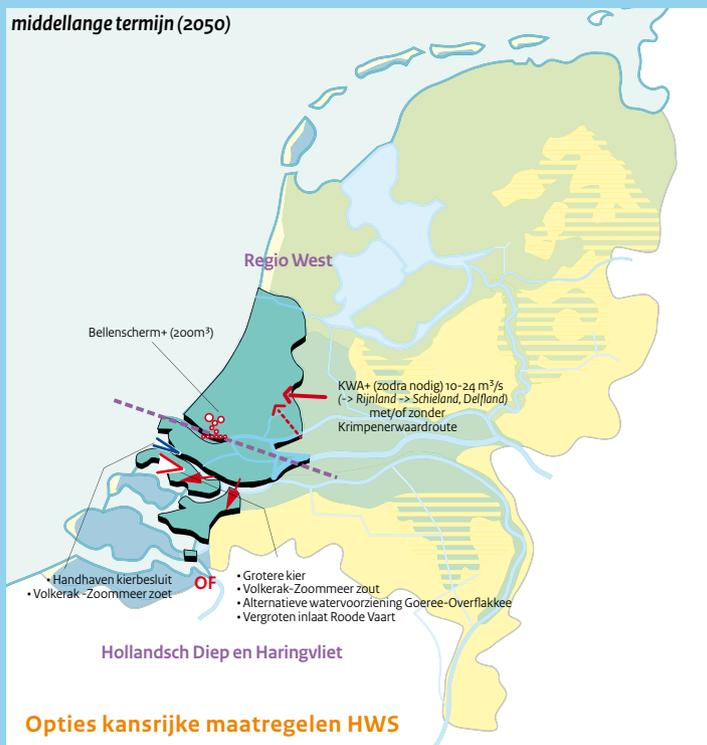 middellange termijn (2050)
Regio West
Bellenscherm+ (200m³)
KWA+ (zodra nodig) 10-24 m³/s
(-> Rijnland -> Schieland, Delfland)
met/of zonder
Krimpenerwaardroute
• Handhaven kierbesluit
• Volkerak -Zoommeer zoet
OF
• Grotere kier
• Volkerak-Zoommeer zout
• Alternatieve watervoorziening Goeree-Overflakkee
• Vergroten inlaat Roode Vaart
Hollandsch Diep en Haringvliet
Opties kansrijke maatregelen HWS